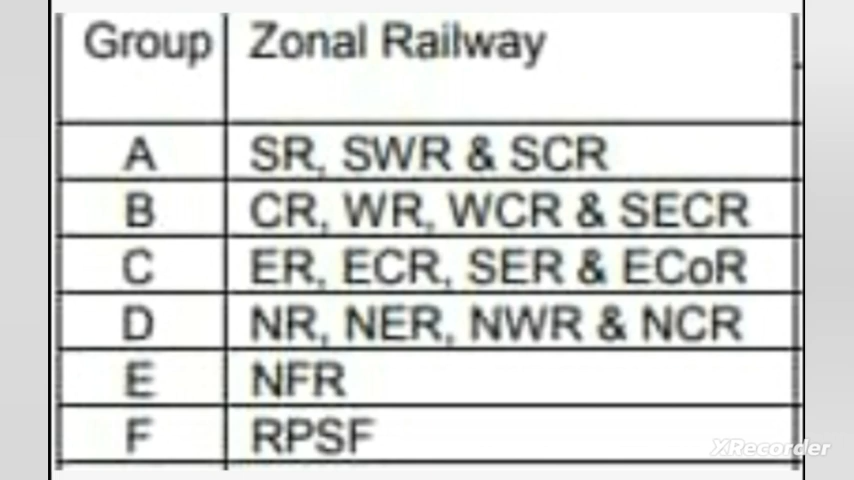 Group Zonal Railway
A SR, SWR & SCR
B CR, WR, WCR & SECR
C ER, ECR, SER & ECoR
D NR, NER, NWR & NCR
E NFR
F RPSF
XRecorder